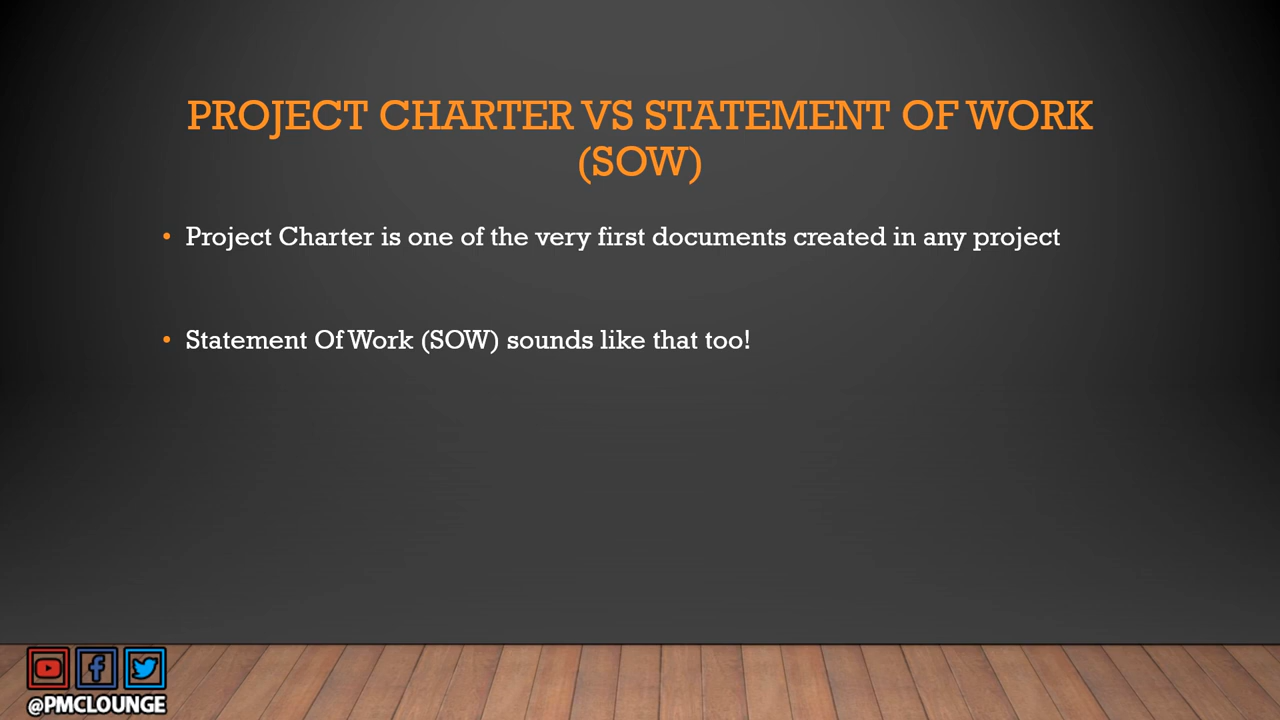 PROJECT CHARTER VS STATEMENT OF WORK
(SOW)
• Project Charter is one of the very first documents created in any project
• Statement Of Work (SOW) sounds like that too!
@PMCLOUNGE